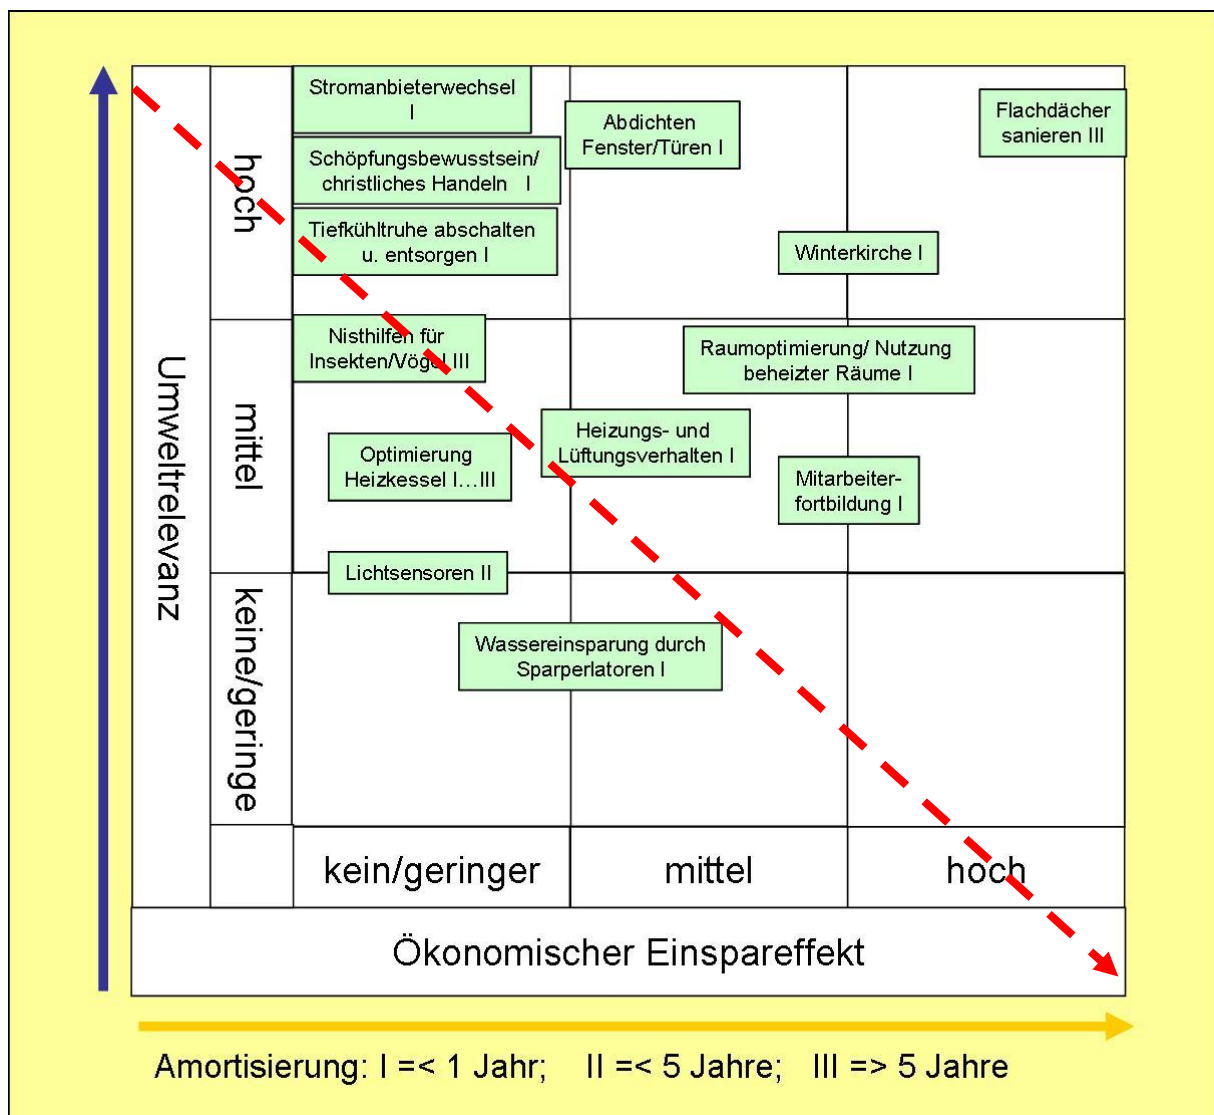 Stromanbieterwechsel
I
Abdichten
Fenster/Türen I
Flachdächer
sanieren III
Schöpfungsbewusstsein/
christliches Handeln I
Tiefkühltruhe abschalten
u. entsorgen I
Winterkirche I
hoch
Nisthilfen für
Insekten/Vögel III
Raumoptimierung/ Nutzung
beheizter Räume I
Heizungs- und
Lüftungsverhalten I
Optimierung
Heizkessel I...III
Mitarbeiter-
fortbildung I
mittel
Umweltrelevanz
Lichtsensoren II
Wassereinsparung durch
Sparperlatoren I
keine/geringe
kein/geringer
mittel
hoch
Ökonomischer Einspareffekt
Amortisierung: I =< 1 Jahr; II =< 5 Jahre; III => 5 Jahre